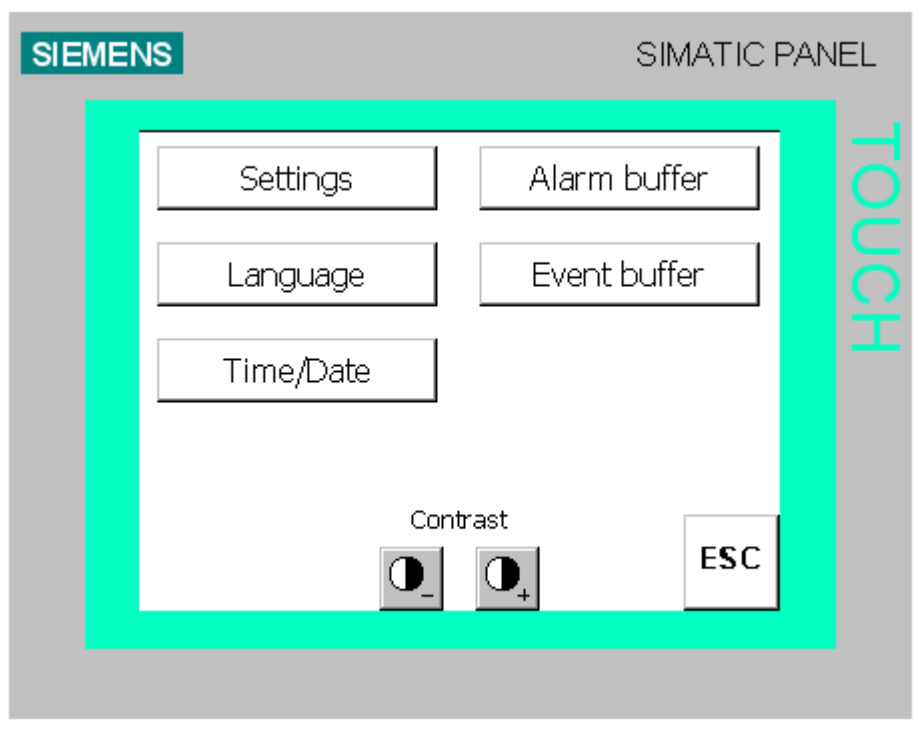 SIEMENS
SIMATIC PANEL
TOUCH
Settings
Alarm buffer
Language
Event buffer
Time/Date
Contrast
-
+
ESC